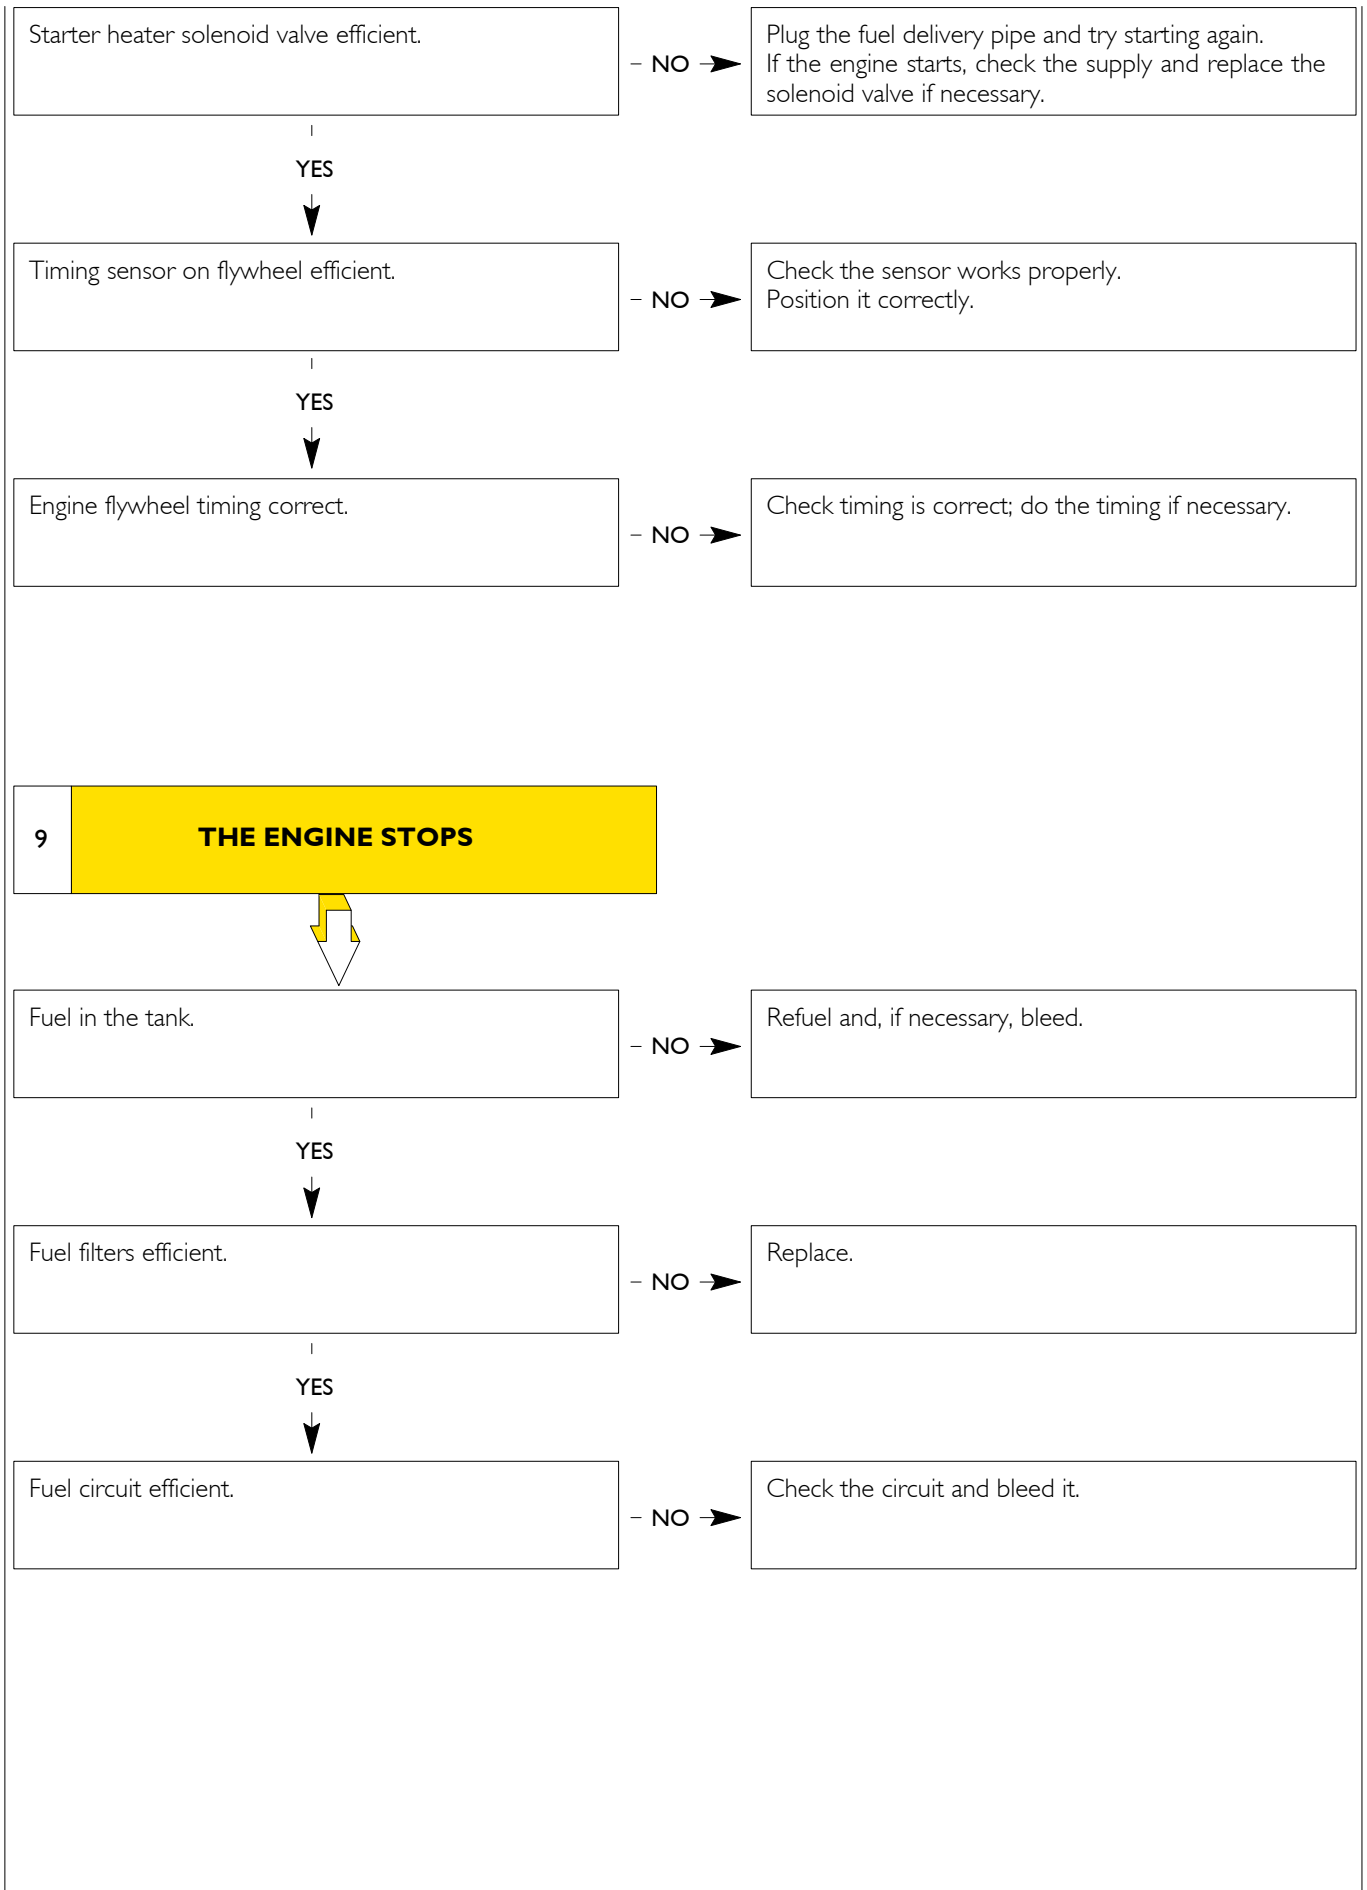 Starter heater solenoid valve efficient.
– NO
Plug the fuel delivery pipe and try starting again.
If the engine starts, check the supply and replace the
solenoid valve if necessary.
YES
Timing sensor on flywheel efficient.
– NO
Check the sensor works properly.
Position it correctly.
YES
Engine flywheel timing correct.
– NO
Check timing is correct; do the timing if necessary.
9
THE ENGINE STOPS
Fuel in the tank.
– NO
Refuel and, if necessary, bleed.
YES
Fuel filters efficient.
– NO
Replace.
YES
Fuel circuit efficient.
– NO
Check the circuit and bleed it.